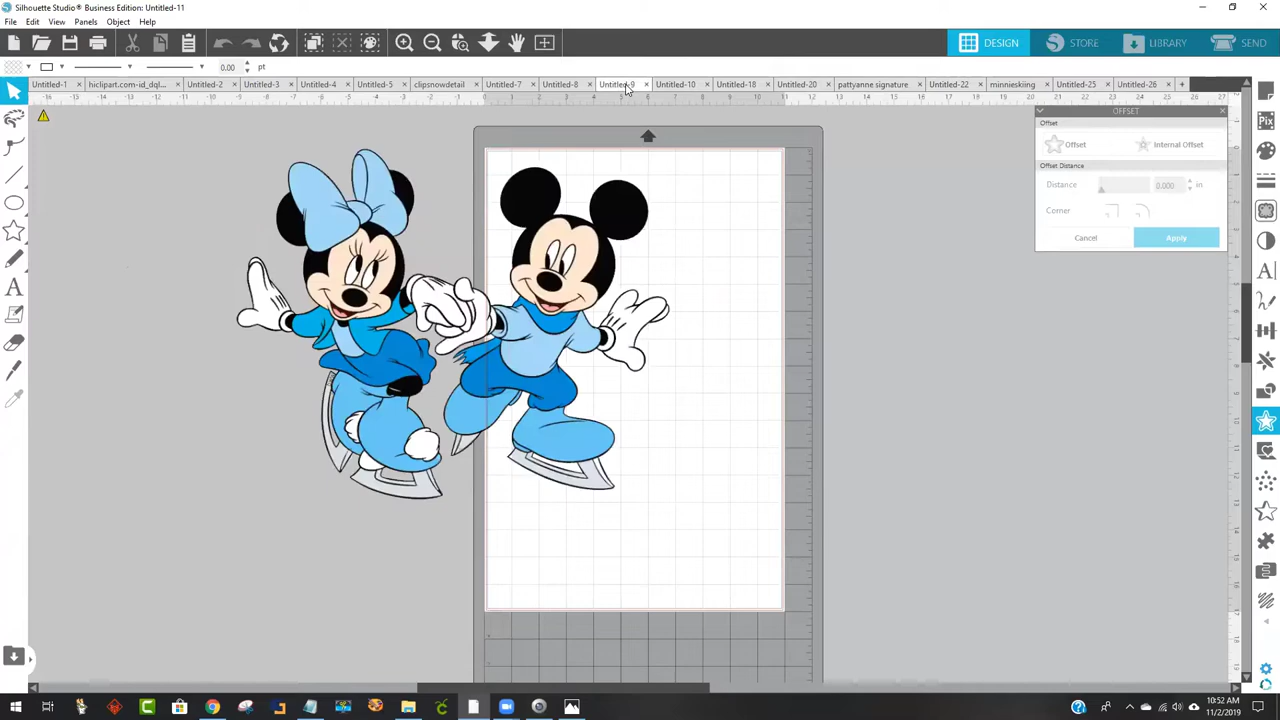 Silhouette Studio® Business Edition: Untitled-11
File Edit View Panels Object Help
DESIGN STORE LIBRARY SEND
0.00 pt
Untitled-1 hiclipart.com-id_dql... Untitled-2 Untitled-3 Untitled-4 Untitled-5 clipsnowdetail Untitled-7 Untitled-8 Untitled-9 Untitled-10 Untitled-18 Untitled-20 pattyanne signature Untitled-22 minnieskiing Untitled-25 Untitled-26 +
OFFSET
Offset
Offset Internal Offset
Offset Distance
Distance 0.000 in
Corner
Cancel Apply
10:52 AM
11/2/2019